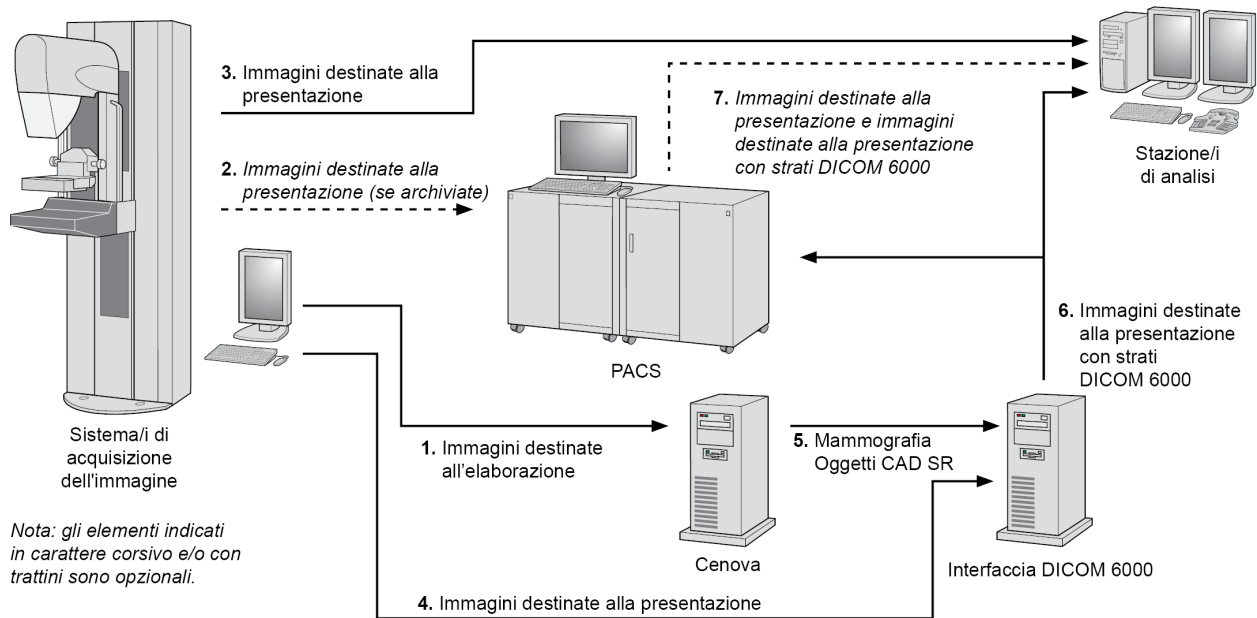 3. Immagini destinate alla
presentazione
2. Immagini destinate alla
presentazione (se archiviate)
7. Immagini destinate alla
presentazione e immagini
destinate alla presentazione
con strati DICOM 6000
Stazione/i
di analisi
PACS
6. Immagini destinate
alla presentazione
con strati
DICOM 6000
Sistema/i di
acquisizione
dell'immagine
1. Immagini destinate
all’elaborazione
5. Mammografia
Oggetti CAD SR
Nota: gli elementi indicati
in carattere corsivo e/o con
trattini sono opzionali.
Cenova
Interfaccia DICOM 6000
4. Immagini destinate alla presentazione